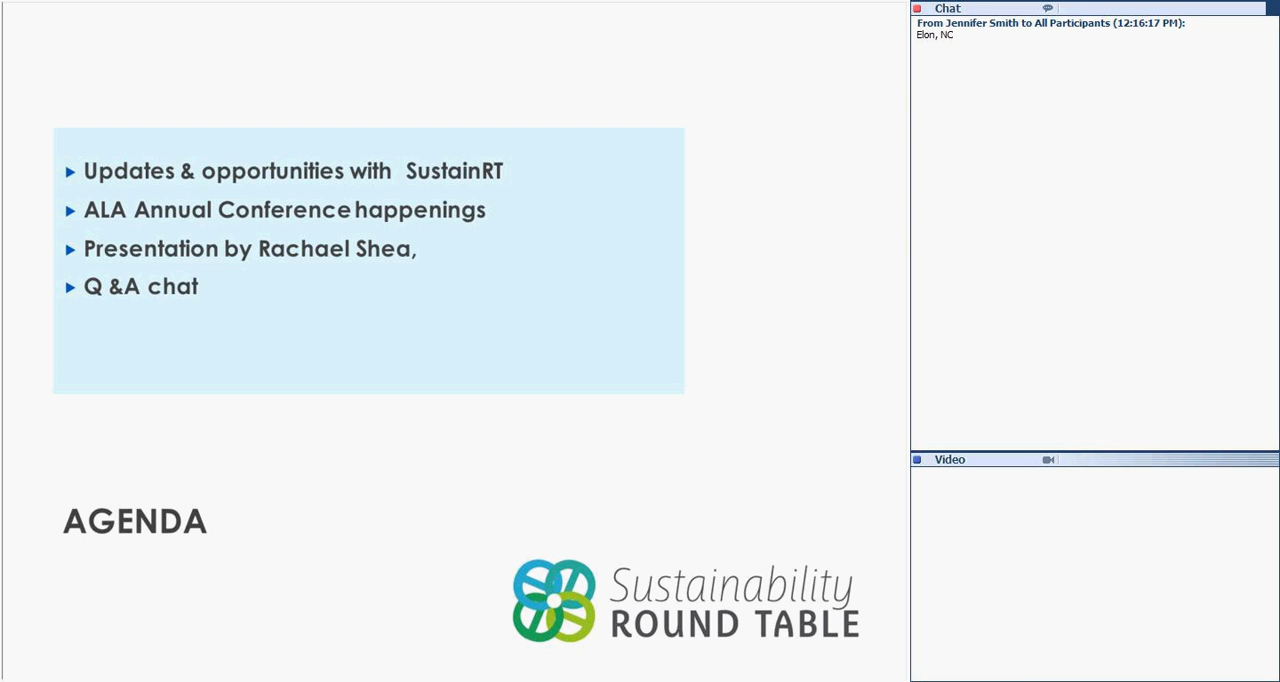 Updates & opportunities with SustainRT
ALA Annual Conference happenings
Presentation by Rachael Shea,
Q &A chat
AGENDA
Sustainability
ROUND TABLE
Chat
From Jennifer Smith to All Participants (12:16:17 PM):
Elon, NC
Video